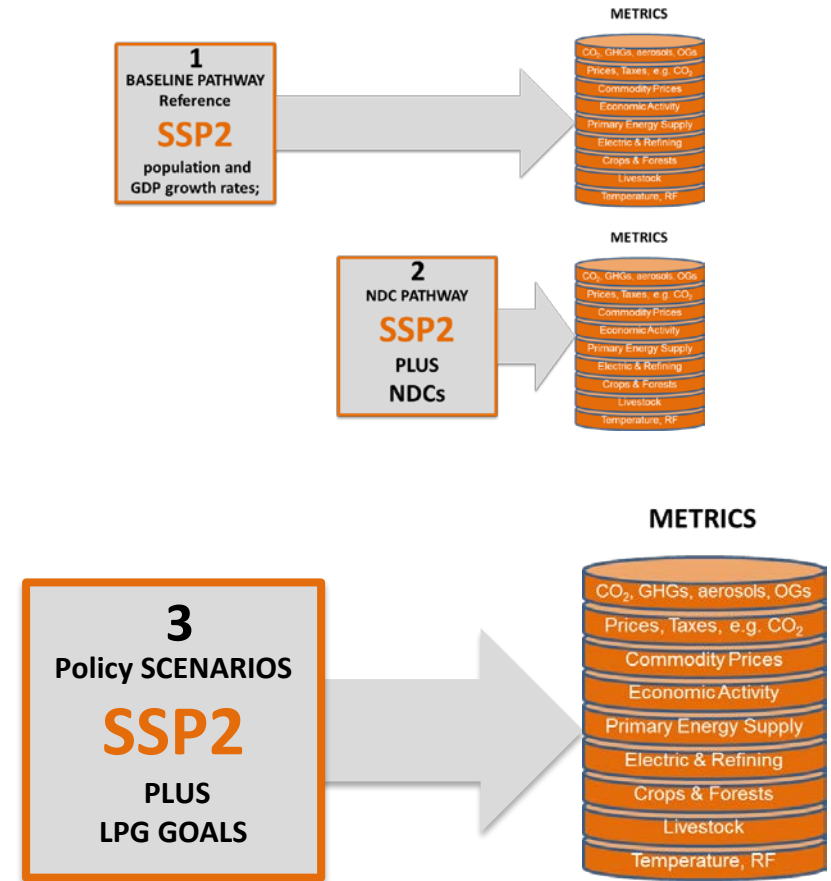 METRICS
1
BASELINE PATHWAY
Reference
SSP2
population and
GDP growth rates;
CO₂, GHGs, aerosols, OGs
Prices, Taxes, e.g. CO₂
Commodity Prices
Economic Activity
Primary Energy Supply
Electric & Refining
Crops & Forests
Livestock
Temperature, RF
METRICS
2
NDC PATHWAY
SSP2
PLUS
NDCs
CO₂, GHGs, aerosols, OGs
Prices, Taxes, e.g. CO₂
Commodity Prices
Economic Activity
Primary Energy Supply
Electric & Refining
Crops & Forests
Livestock
Temperature, RF
METRICS
3
Policy SCENARIOS
SSP2
PLUS
LPG GOALS
CO₂, GHGs, aerosols, OGs
Prices, Taxes, e.g. CO₂
Commodity Prices
Economic Activity
Primary Energy Supply
Electric & Refining
Crops & Forests
Livestock
Temperature, RF